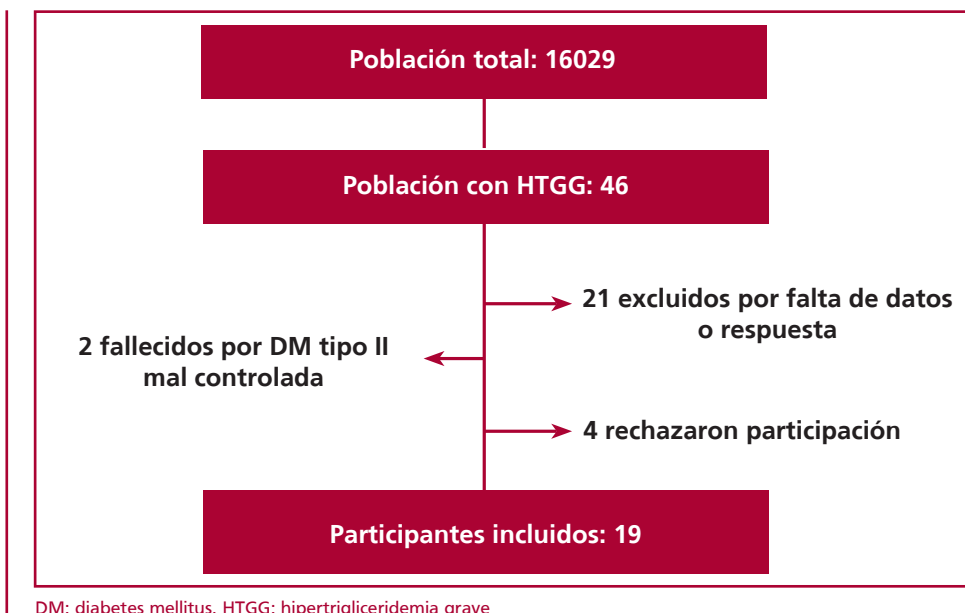 Población total: 16029
Población con HTGG: 46
21 excluidos por falta de datos
o respuesta
2 fallecidos por DM tipo II
mal controlada
4 rechazaron participación
Participantes incluidos: 19
DM: diabetes mellitus. HTGG: hipertrigliceridemia grave